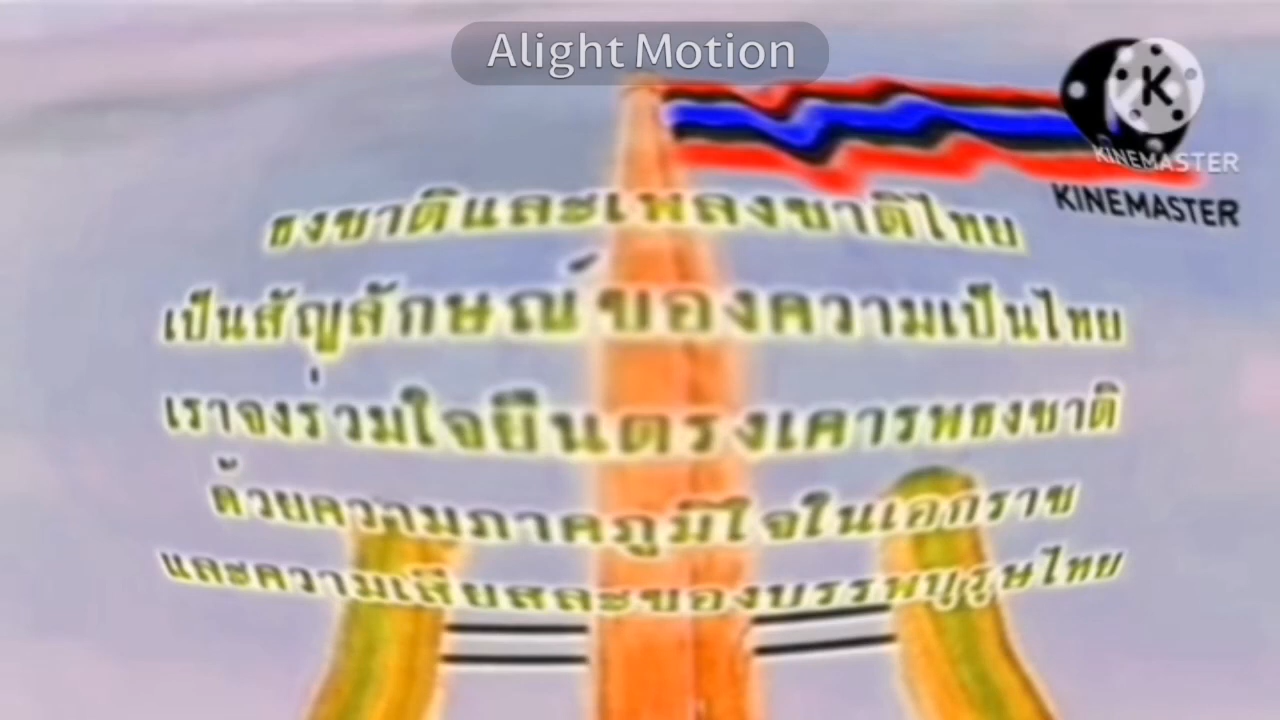 Alight Motion
KINEMASTER
KINEMASTER
ธงชาติและเพลงชาติไทย
เป็นสัญลักษณ์ของความเป็นไทย
เราจงร่วมใจยืนตรงเคารพธงชาติ
ด้วยความภาคภูมิใจในเอกราช
และความเสียสละของบรรพบุรุษไทย